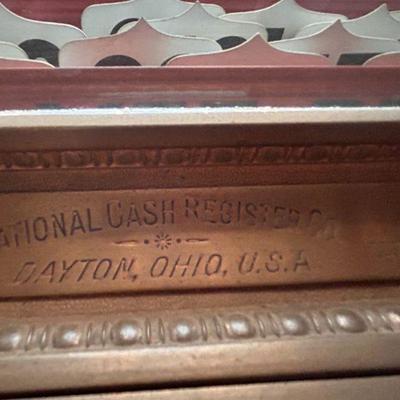 ATIONAL CASH REGISTER CO.
DAYTON, OHIO, U.S.A